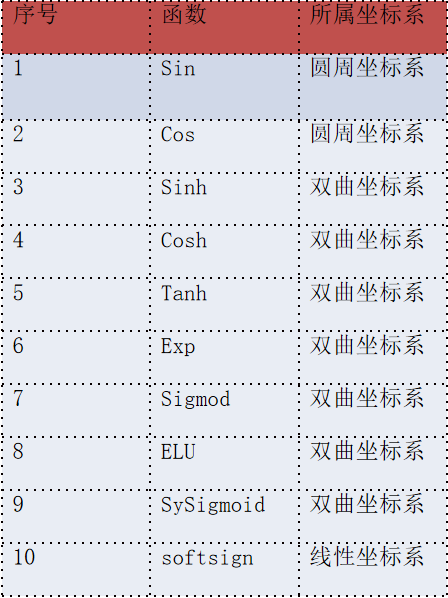 序号 函数 所属坐标系
1 Sin 圆周坐标系
2 Cos 圆周坐标系
3 Sinh 双曲坐标系
4 Cosh 双曲坐标系
5 Tanh 双曲坐标系
6 Exp 双曲坐标系
7 Sigmod 双曲坐标系
8 ELU 双曲坐标系
9 SySigmoid 双曲坐标系
10 softsign 线性坐标系